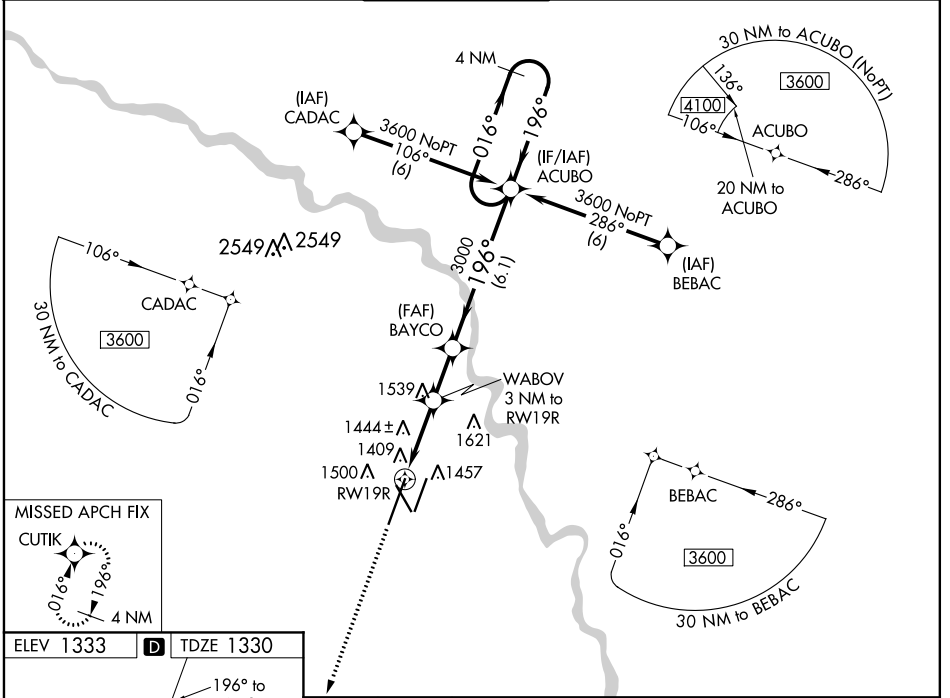 4 NM
(IAF)
CADAC
3600 NoPT
106°
(6)
016°
196°
(IF/IAF)
ACUBO
3600 NoPT
286°
(6)
(IAF)
BEBAC
30 NM to ACUBO (NoPT)
136°
3600
4100
106°
ACUBO
286°
20 NM to
ACUBO
2549
2549
106°
CADAC
3600
016°
30 NM to CADAC
3000
196°
(6.1)
(FAF)
BAYCO
WABOV
3 NM to
RW19R
1539
1444±
1621
1409
1500
1457
RW19R
BEBAC
286°
016°
3600
30 NM to BEBAC
MISSED APCH FIX
CUTIK
016°
196°
4 NM
ELEV 1333
D
TDZE 1330
196° to